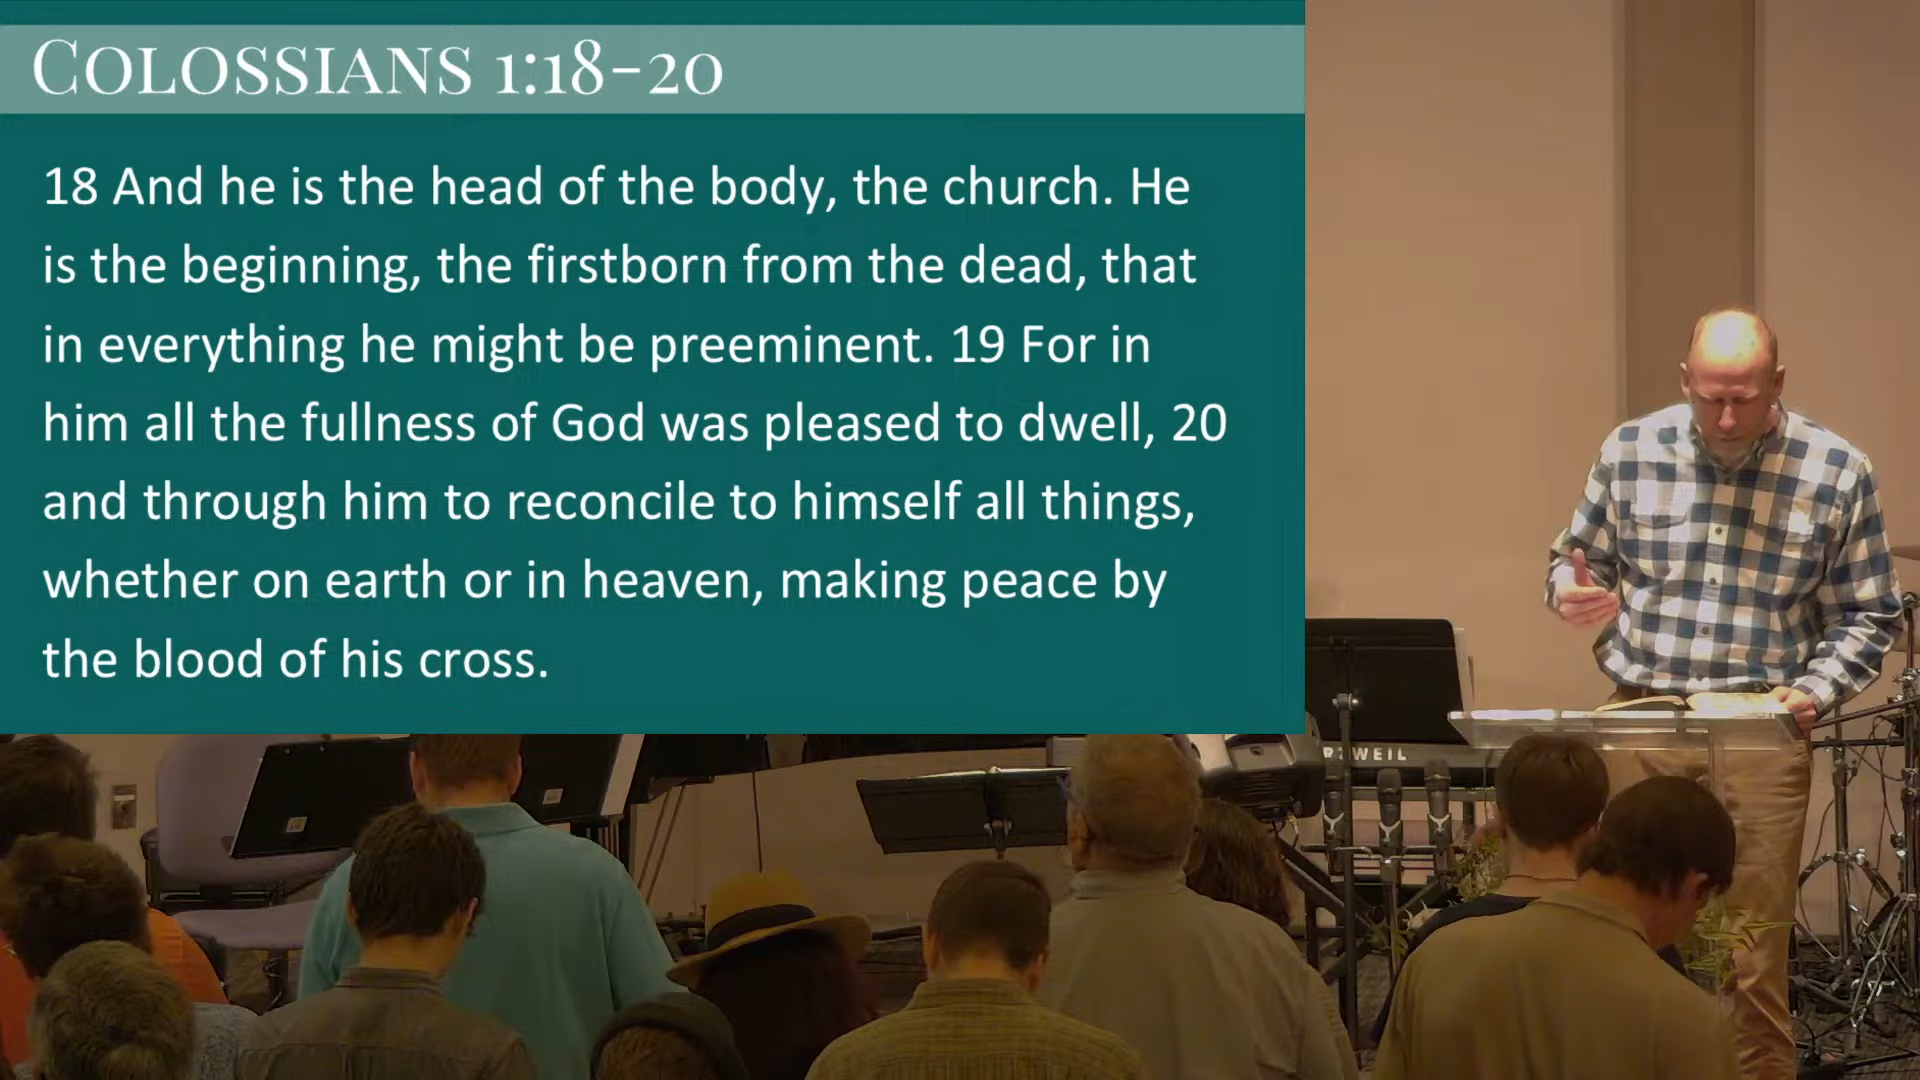 COLOSSIANS 1:18-20
18 And he is the head of the body, the church. He
is the beginning, the firstborn from the dead, that
in everything he might be preeminent. 19 For in
him all the fullness of God was pleased to dwell, 20
and through him to reconcile to himself all things,
whether on earth or in heaven, making peace by
the blood of his cross.
RZWEIL